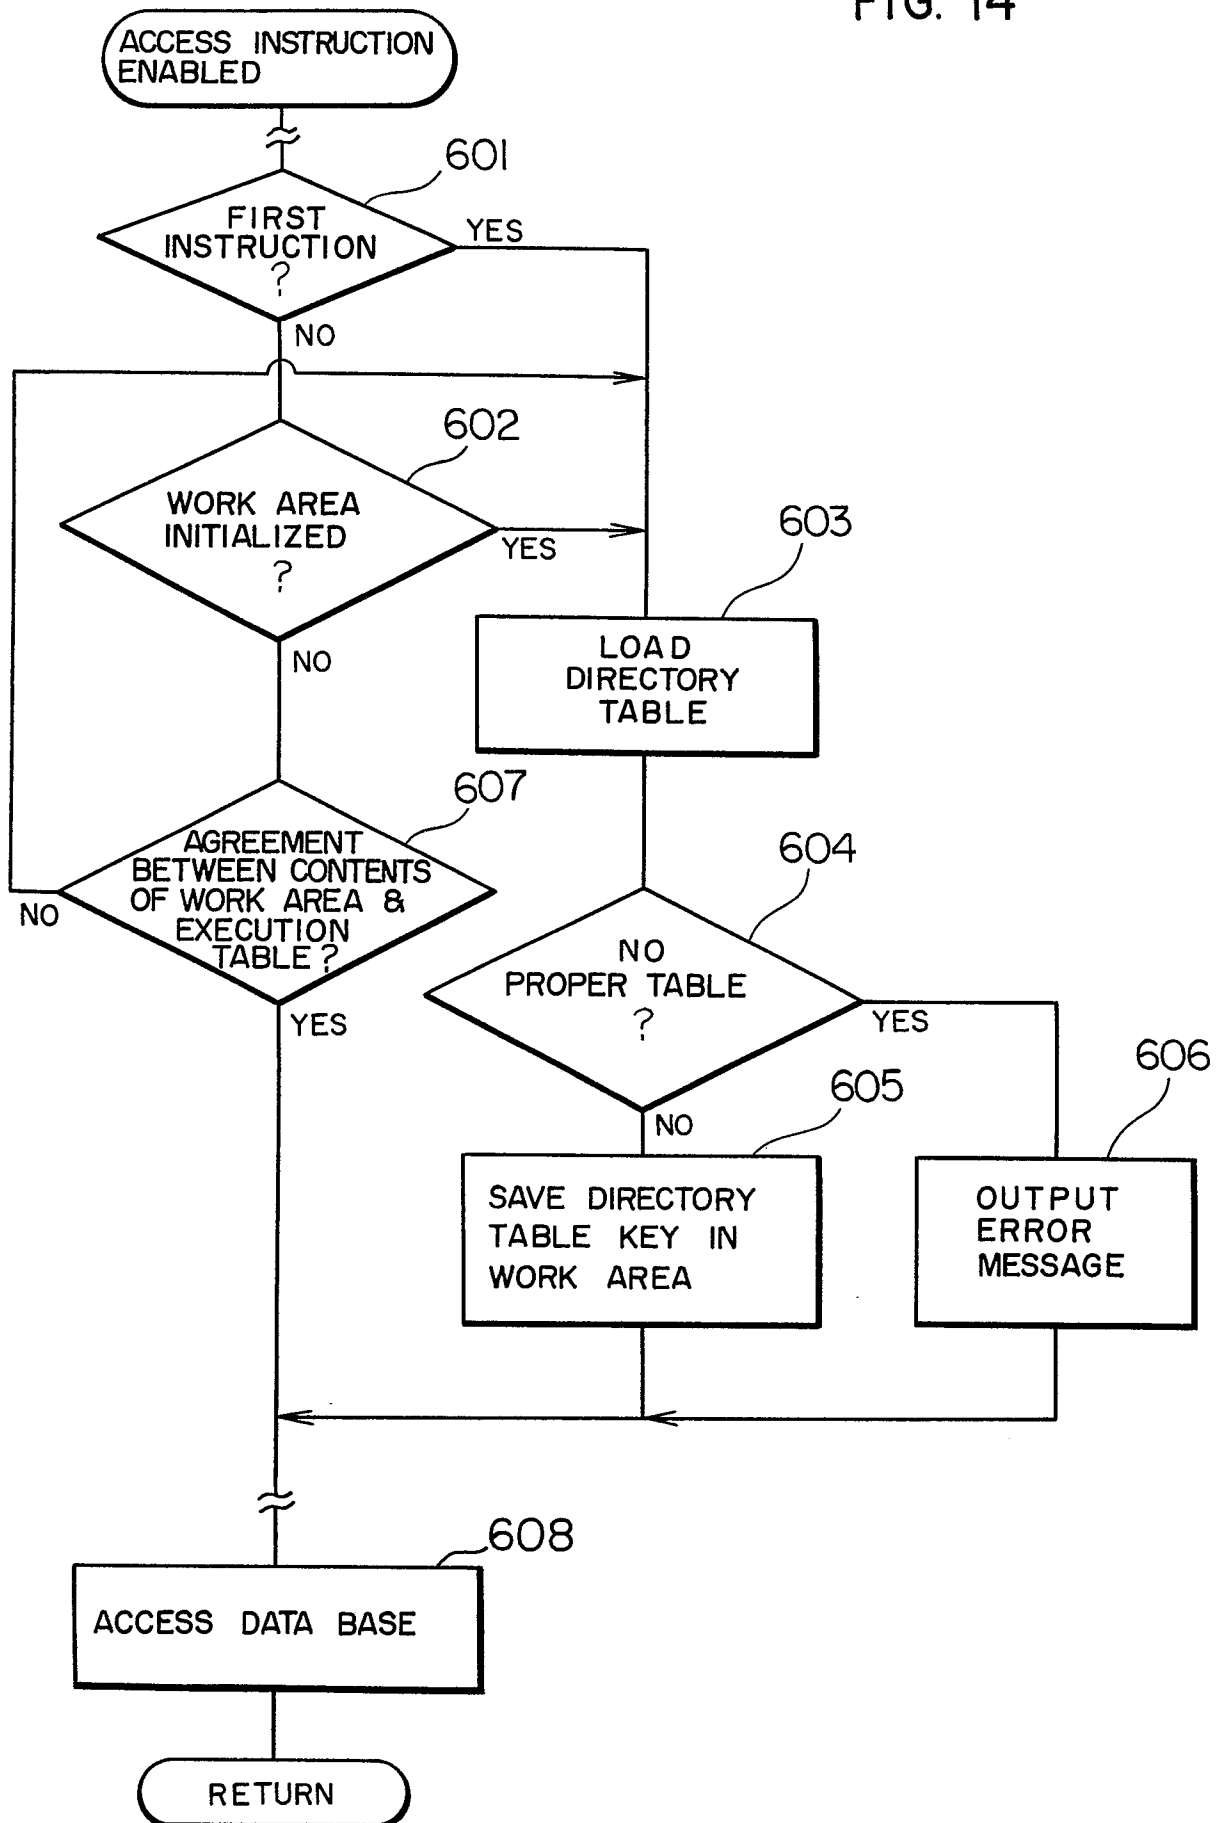 FIG. 14
ACCESS INSTRUCTION
ENABLED
601
FIRST
INSTRUCTION
?
YES
NO
602
WORK AREA
INITIALIZED
?
YES
NO
603
LOAD
DIRECTORY
TABLE
607
AGREEMENT
BETWEEN CONTENTS
OF WORK AREA &
EXECUTION
TABLE?
NO
YES
604
NO
PROPER TABLE
?
YES
NO
605
SAVE DIRECTORY
TABLE KEY IN
WORK AREA
606
OUTPUT
ERROR
MESSAGE
608
ACCESS DATA BASE
RETURN